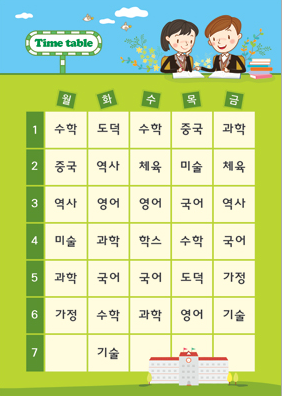 Time table
월 화 수 목 금
1 수학 도덕 수학 중국 과학
2 중국 역사 체육 미술 체육
3 역사 영어 영어 국어 역사
4 미술 과학 학스 수학 국어
5 과학 국어 국어 도덕 가정
6 가정 수학 과학 영어 기술
7 기술